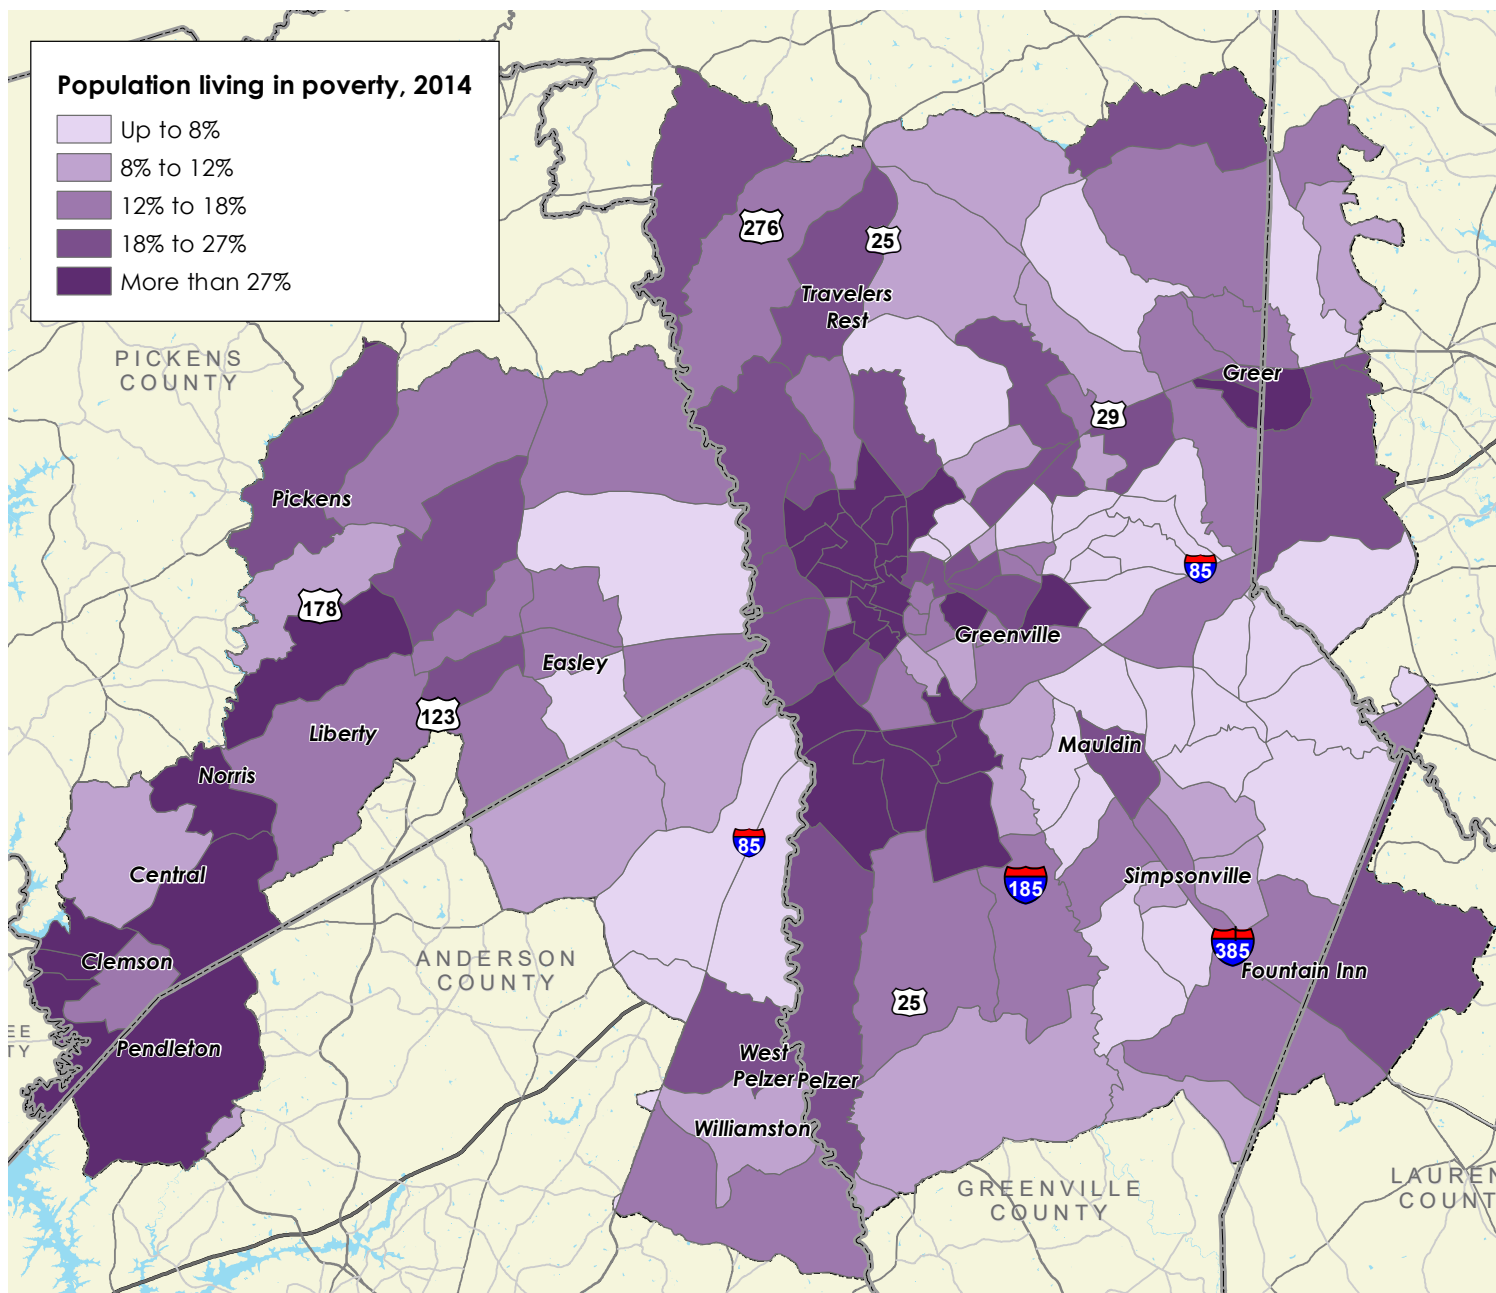 Population living in poverty, 2014
Up to 8%
8% to 12%
12% to 18%
18% to 27%
More than 27%
276
25
Travelers
Rest
PICKENS
COUNTY
Greer
29
Pickens
85
178
Greenville
Easley
123
Liberty
Mauldin
Norris
85
Central
Simpsonville
185
385
Clemson
ANDERSON
COUNTY
Fountain Inn
25
EE
TY
Pendleton
West
Pelzer
Pelzer
Williamston
GREENVILLE
COUNTY
LAUREN
COUNT